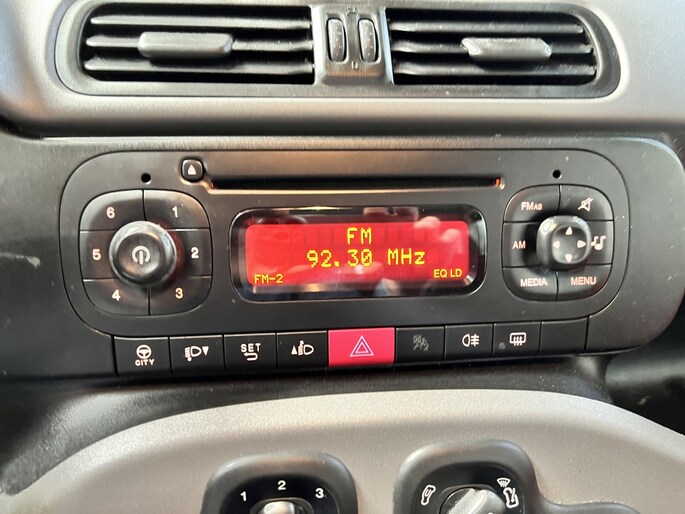 6 1
5 2
4 3
FM
92.30 MHz
FM-2 EQ LD
FMAS
AM
MEDIA MENU
CITY
SET
2 3